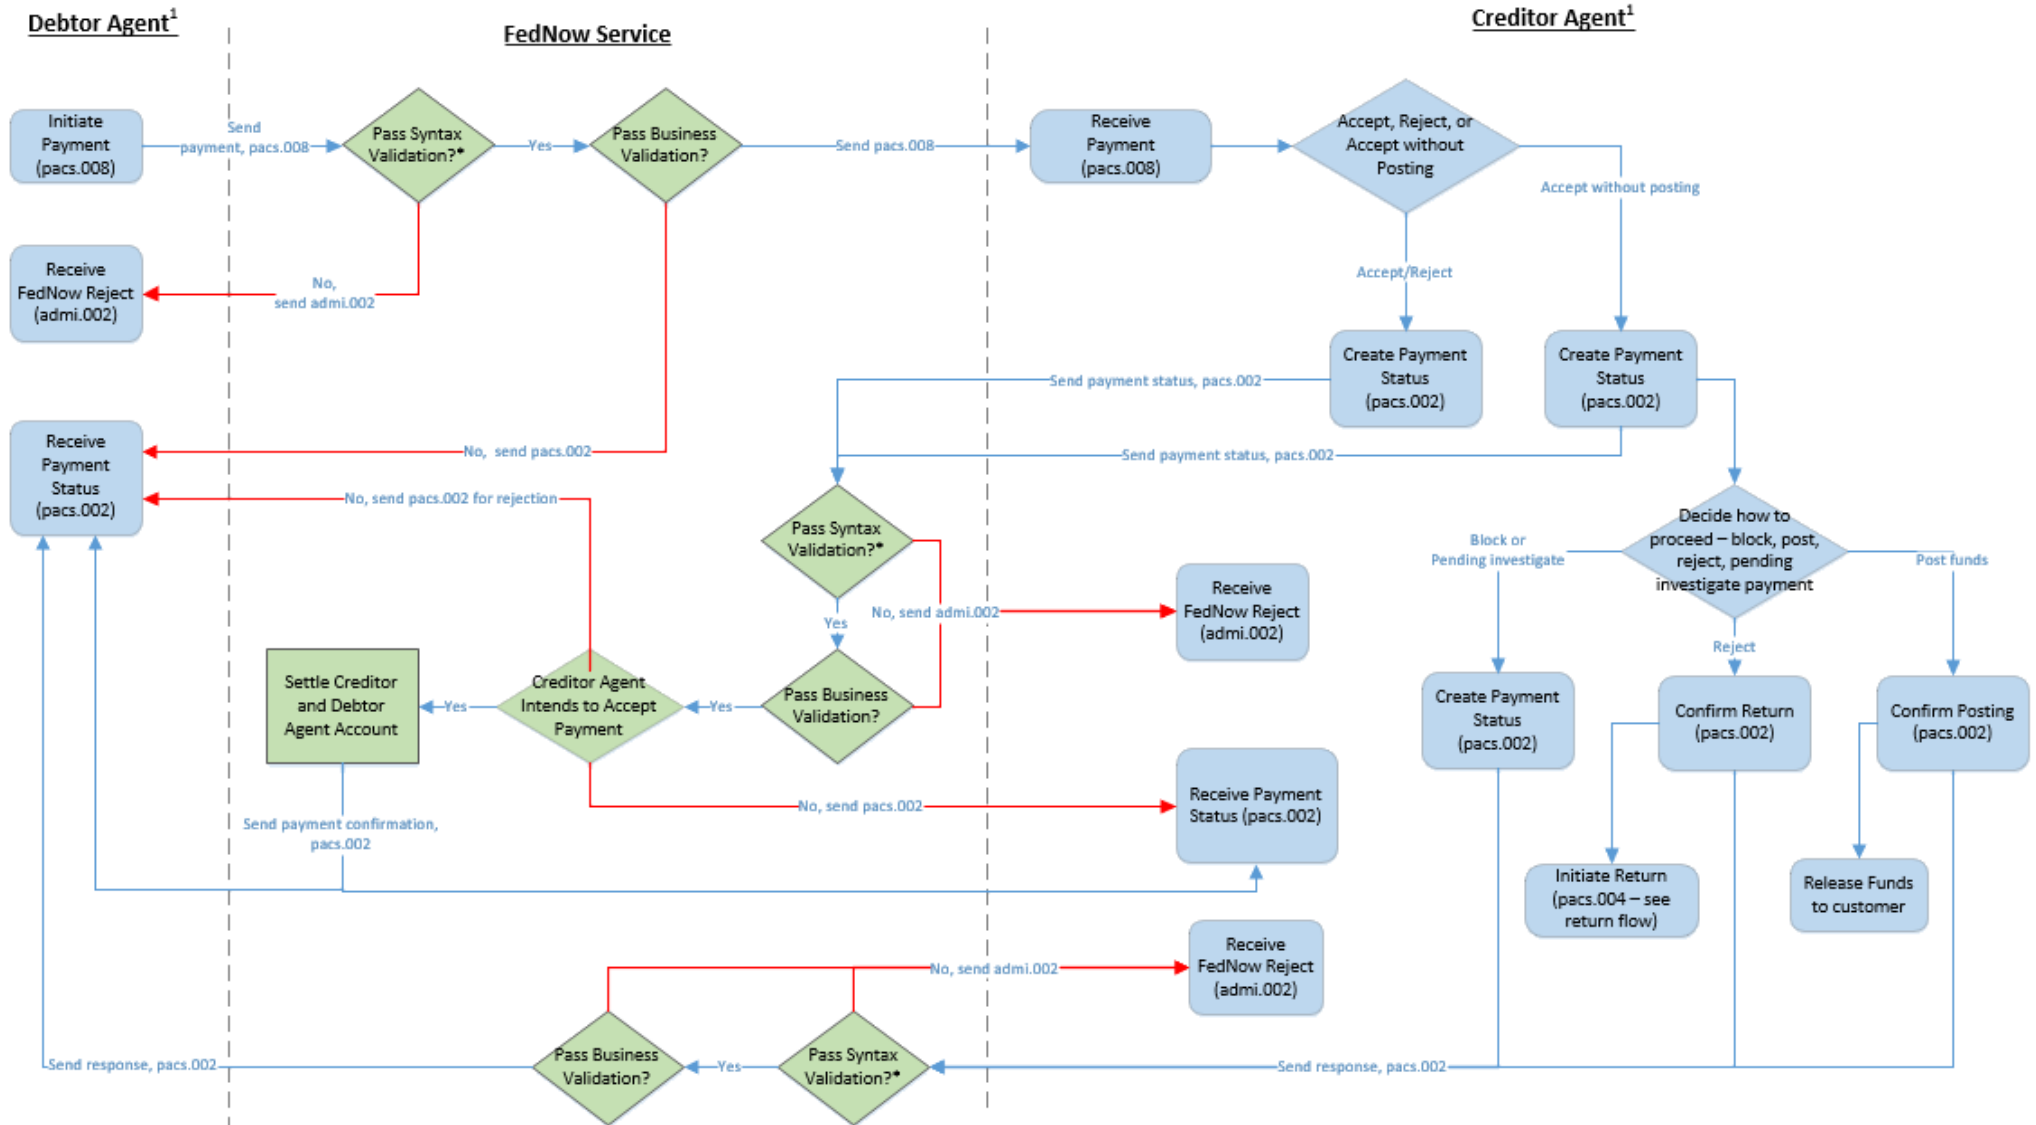 Debtor Agent1
FedNow Service
Creditor Agent1
Initiate
Payment
(pacs.008)
Send
payment, pacs.008
Pass Syntax
Validation?*
Yes
Pass Business
Validation?
Send pacs.008
Receive
Payment
(pacs.008)
Accept, Reject, or
Accept without
Posting
Accept without posting
Accept/Reject
Receive
FedNow Reject
(admi.002)
No,
send admi.002
Create Payment
Status
(pacs.002)
Create Payment
Status
(pacs.002)
Send payment status, pacs.002
Send payment status, pacs.002
Receive
Payment
Status
(pacs.002)
No, send pacs.002
No, send pacs.002 for rejection
Pass Syntax
Validation?*
Yes
No, send admi.002
Receive
FedNow Reject
(admi.002)
Block or
Pending investigate
Decide how to
proceed – block, post,
reject, pending
investigate payment
Post funds
Reject
Settle Creditor
and Debtor
Agent Account
Yes
Creditor Agent
Intends to Accept
Payment
Yes
Pass Business
Validation?
Create Payment
Status
(pacs.002)
Confirm Return
(pacs.002)
Confirm Posting
(pacs.002)
Send payment confirmation,
pacs.002
No, send pacs.002
Receive Payment
Status (pacs.002)
Initiate Return
(pacs.004 – see
return flow)
Release Funds
to customer
No, send admi.002
Receive
FedNow Reject
(admi.002)
Send response, pacs.002
Pass Business
Validation?
Yes
Pass Syntax
Validation?*
Send response, pacs.002